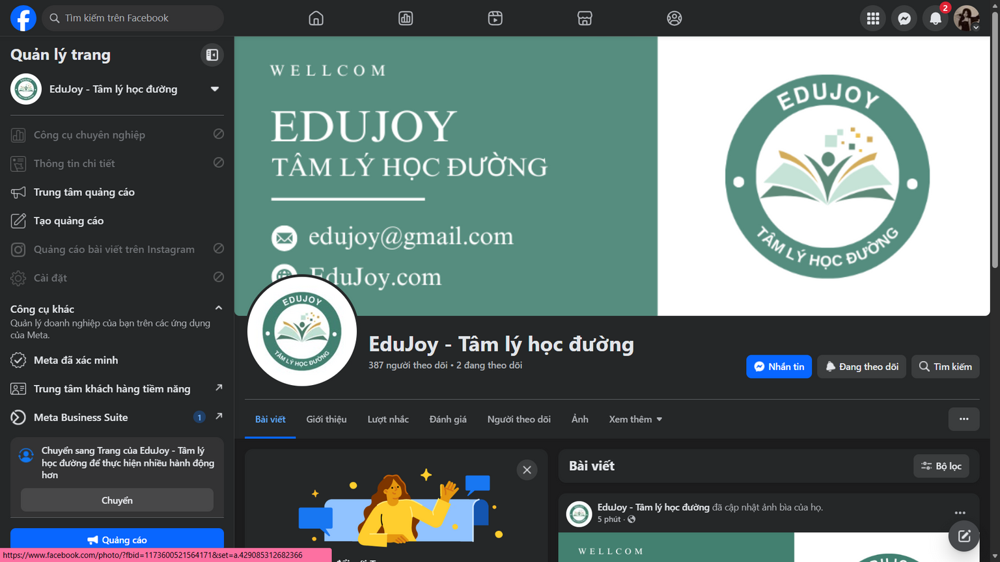 Tìm kiếm trên Facebook
2
Quản lý trang
EduJoy - Tâm lý học đường
Công cụ chuyên nghiệp
Thông tin chi tiết
Trung tâm quảng cáo
Tạo quảng cáo
Quảng cáo bài viết trên Instagram
Cài đặt
Công cụ khác
Quản lý doanh nghiệp của bạn trên các ứng dụng
của Meta.
Meta đã xác minh
Trung tâm khách hàng tiềm năng
Meta Business Suite
1
Chuyển sang Trang của EduJoy - Tâm lý
học đường để thực hiện nhiều hành động
hơn
Chuyển
Quảng cáo
https://www.facebook.com/photo/?fbid=1173600521564171&set=a.429085312682366
WELLCOM
EDUJOY
TÂM LÝ HỌC ĐƯỜNG
edujoy@gmail.com
EduJoy.com
EDUJOY
TÂM LÝ HỌC ĐƯỜNG
EDUJOY
TÂM LÝ HỌC ĐƯỜNG
EduJoy - Tâm lý học đường
387 người theo dõi • 2 đang theo dõi
Nhắn tin
Đang theo dõi
Tìm kiếm
Bài viết
Giới thiệu
Lượt nhắc
Đánh giá
Người theo dõi
Ảnh
Xem thêm
Bài viết
Bộ lọc
EduJoy - Tâm lý học đường đã cập nhật ảnh bìa của họ.
5 phút ·
WELLCOM
EDUJOY